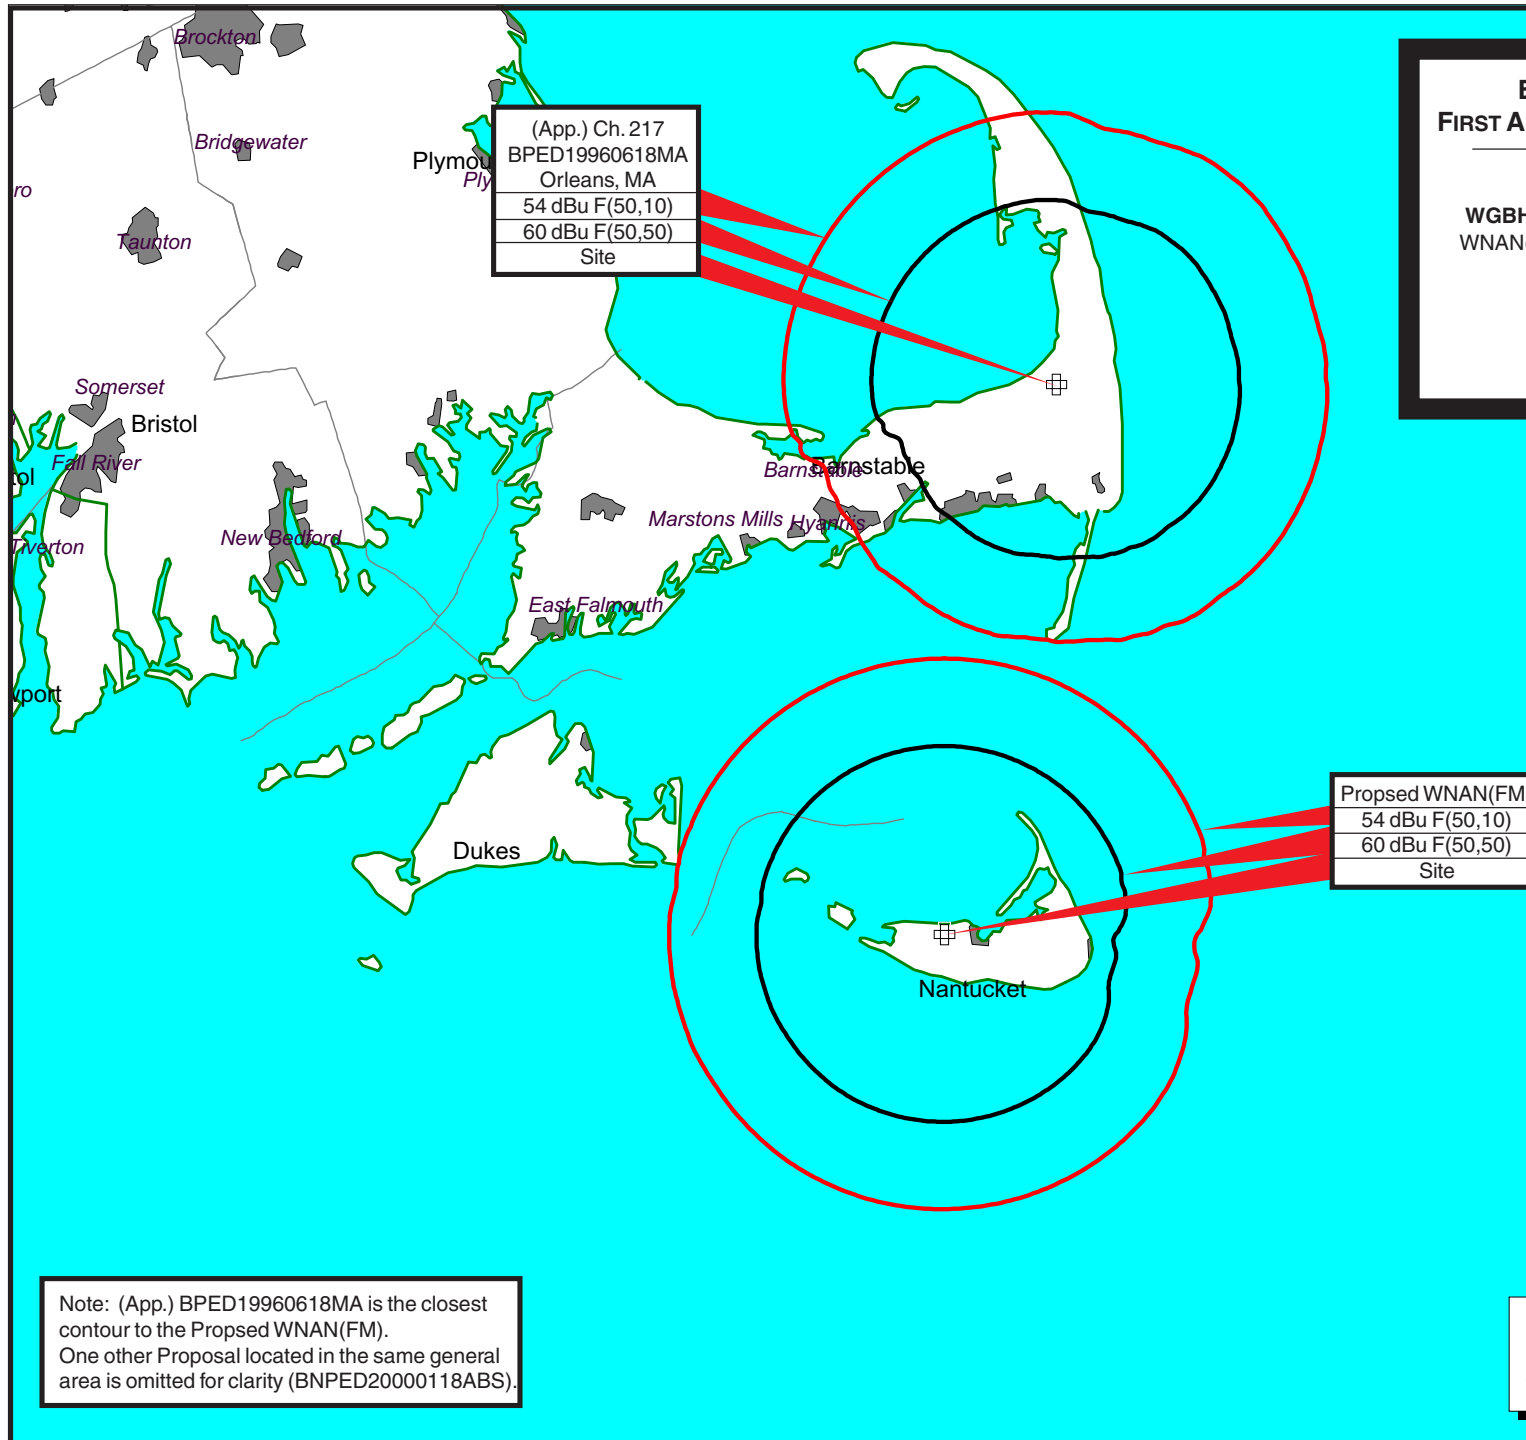 Brockton
Bridgewater
Plymou
Ply
ro
Taunton
(App.) Ch. 217
BPED19960618MA
Orleans, MA
54 dBu F(50,10)
60 dBu F(50,50)
Site
FIRST A
WGBH
WNAN
Somerset
Bristol
Fall River
tol
Tiverton
New Bedford
Barnstable
Barnstable
Marstons Mills
Hyannis
East Falmouth
wport
Dukes
Nantucket
Propsed WNAN(FM
54 dBu F(50,10)
60 dBu F(50,50)
Site
Note: (App.) BPED19960618MA is the closest
contour to the Propsed WNAN(FM).
One other Proposal located in the same general
area is omitted for clarity (BNPED20000118ABS).